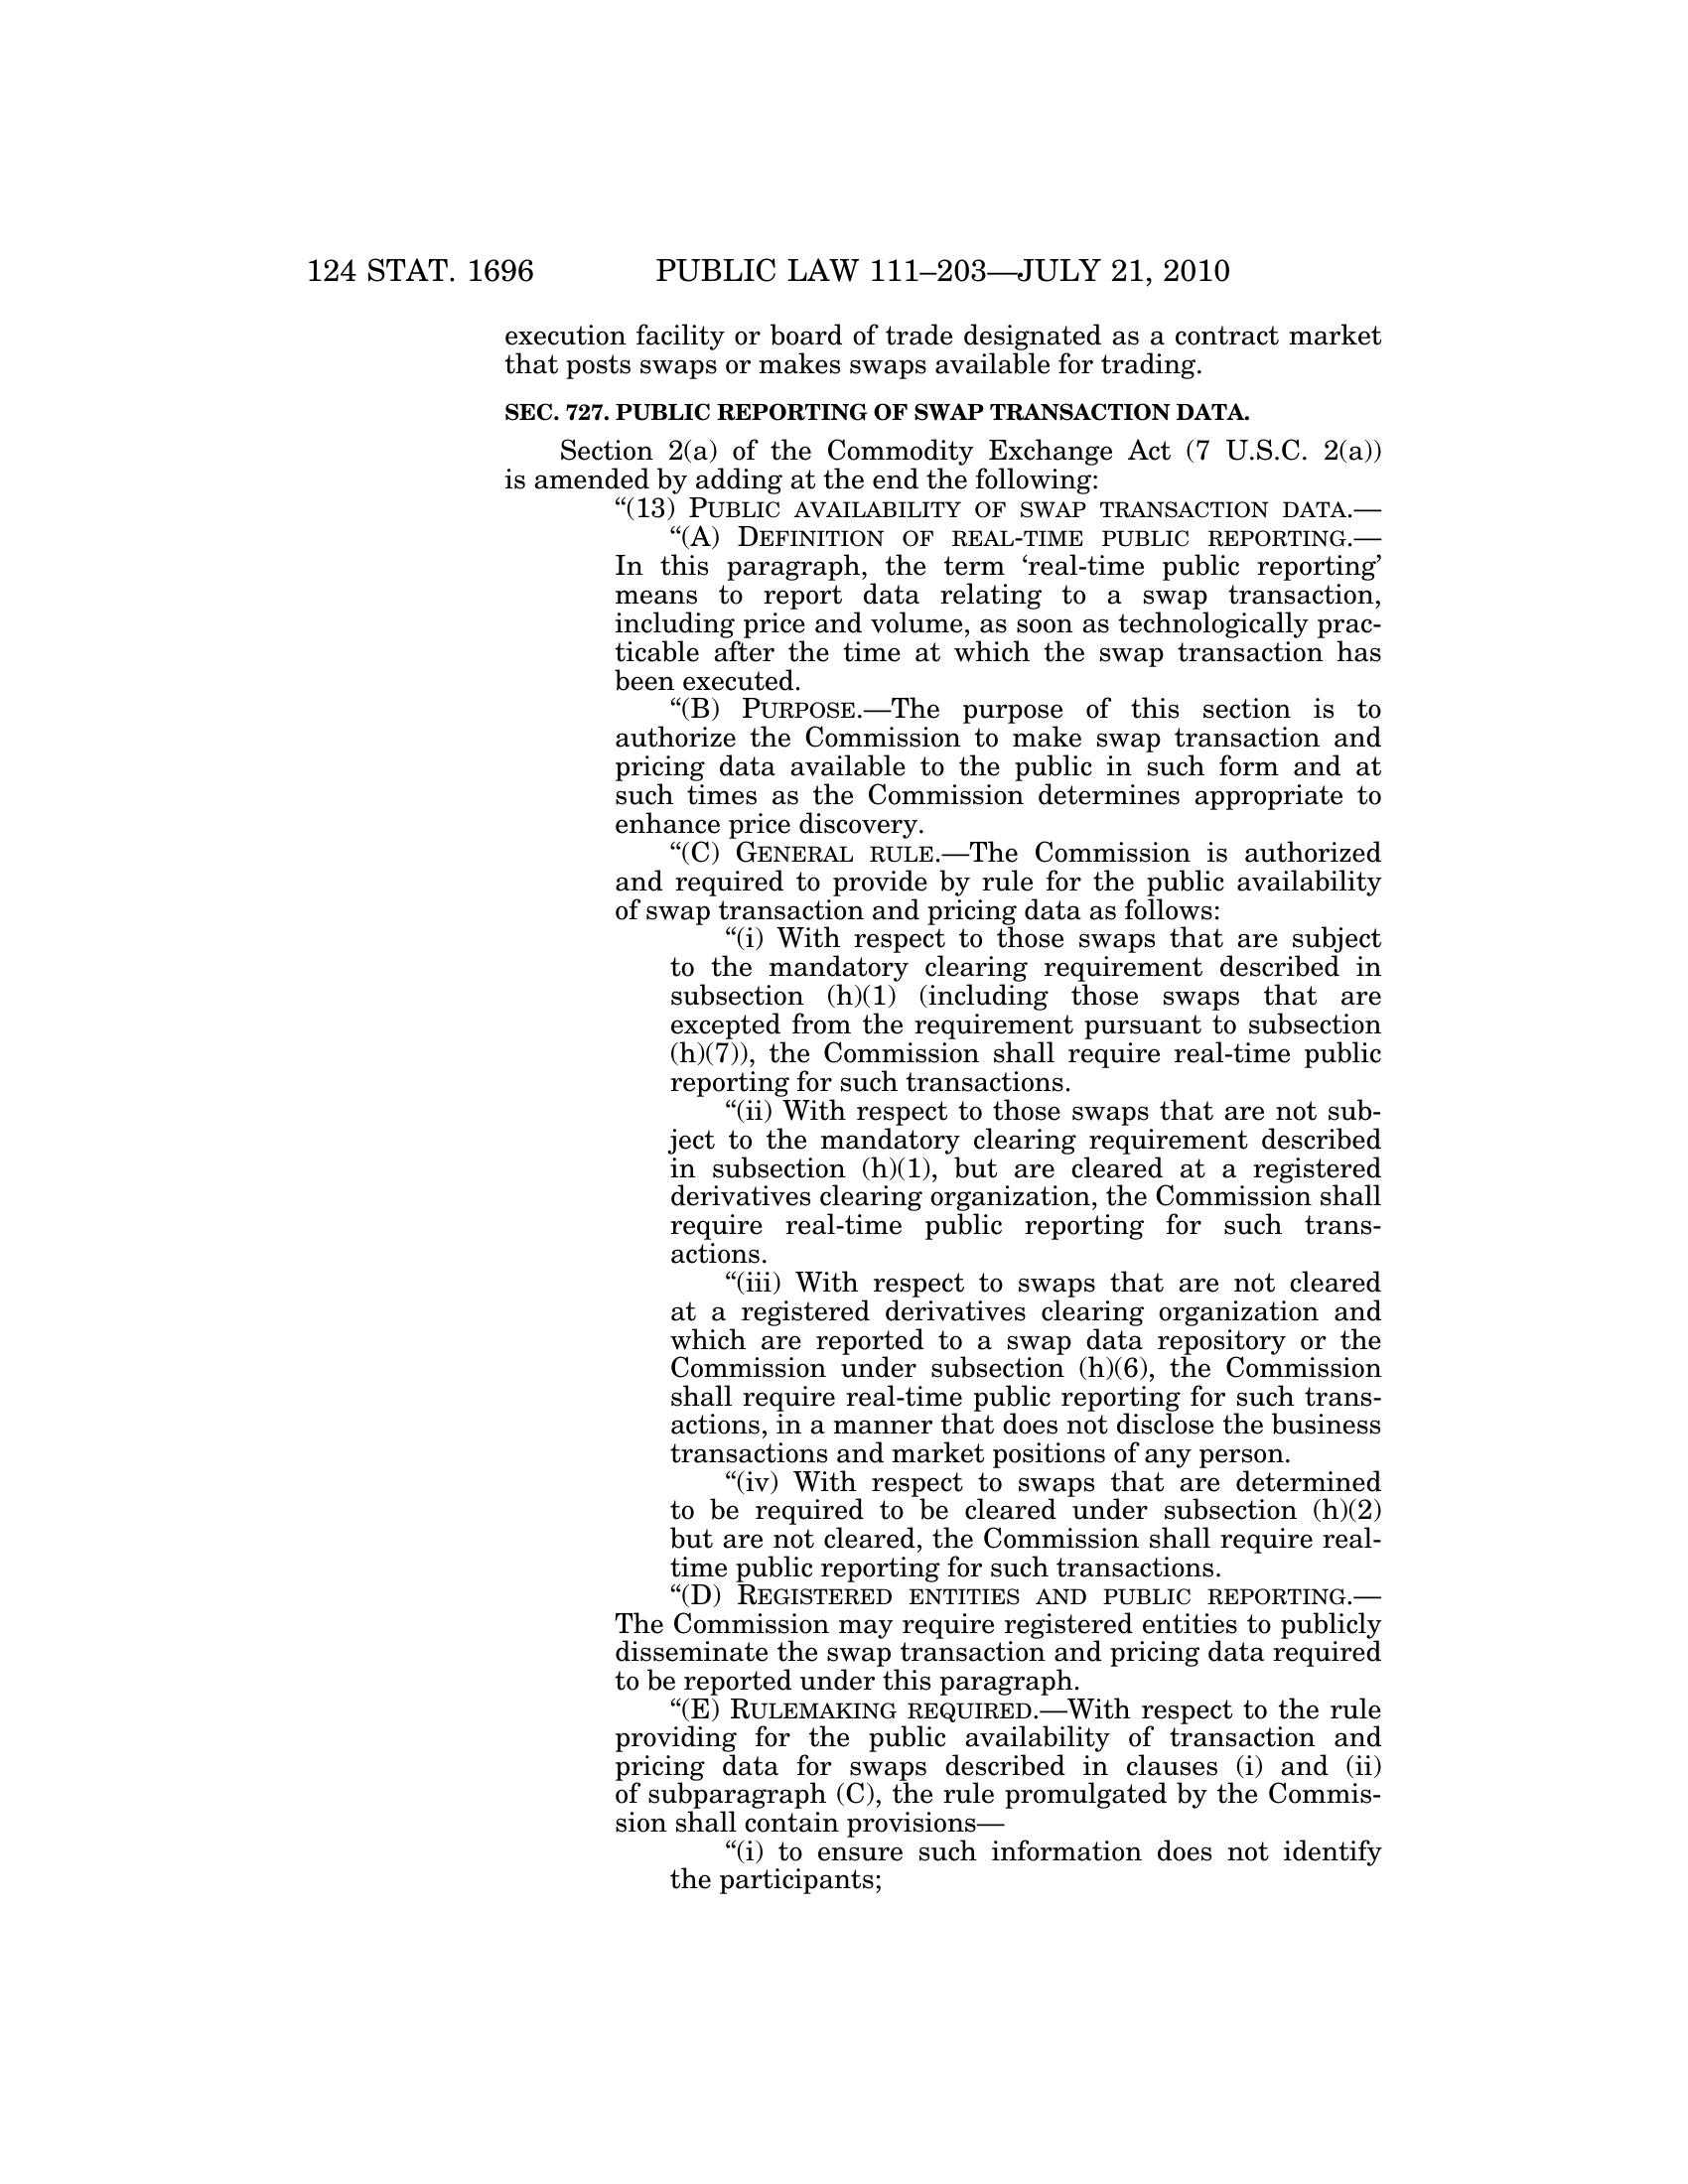 124 STAT. 1696 PUBLIC LAW 111–203—JULY 21, 2010
execution facility or board of trade designated as a contract market
that posts swaps or makes swaps available for trading.
SEC. 727. PUBLIC REPORTING OF SWAP TRANSACTION DATA.
Section 2(a) of the Commodity Exchange Act (7 U.S.C. 2(a))
is amended by adding at the end the following:
“(13) PUBLIC AVAILABILITY OF SWAP TRANSACTION DATA.—
“(A) DEFINITION OF REAL-TIME PUBLIC REPORTING.—
In this paragraph, the term ‘real-time public reporting’
means to report data relating to a swap transaction,
including price and volume, as soon as technologically prac-
ticable after the time at which the swap transaction has
been executed.
“(B) PURPOSE.—The purpose of this section is to
authorize the Commission to make swap transaction and
pricing data available to the public in such form and at
such times as the Commission determines appropriate to
enhance price discovery.
“(C) GENERAL RULE.—The Commission is authorized
and required to provide by rule for the public availability
of swap transaction and pricing data as follows:
“(i) With respect to those swaps that are subject
to the mandatory clearing requirement described in
subsection (h)(1) (including those swaps that are
excepted from the requirement pursuant to subsection
(h)(7)), the Commission shall require real-time public
reporting for such transactions.
“(ii) With respect to those swaps that are not sub-
ject to the mandatory clearing requirement described
in subsection (h)(1), but are cleared at a registered
derivatives clearing organization, the Commission shall
require real-time public reporting for such trans-
actions.
“(iii) With respect to swaps that are not cleared
at a registered derivatives clearing organization and
which are reported to a swap data repository or the
Commission under subsection (h)(6), the Commission
shall require real-time public reporting for such trans-
actions, in a manner that does not disclose the business
transactions and market positions of any person.
“(iv) With respect to swaps that are determined
to be required to be cleared under subsection (h)(2)
but are not cleared, the Commission shall require real-
time public reporting for such transactions.
“(D) REGISTERED ENTITIES AND PUBLIC REPORTING.—
The Commission may require registered entities to publicly
disseminate the swap transaction and pricing data required
to be reported under this paragraph.
“(E) RULEMAKING REQUIRED.—With respect to the rule
providing for the public availability of transaction and
pricing data for swaps described in clauses (i) and (ii)
of subparagraph (C), the rule promulgated by the Commis-
sion shall contain provisions—
“(i) to ensure such information does not identify
the participants;